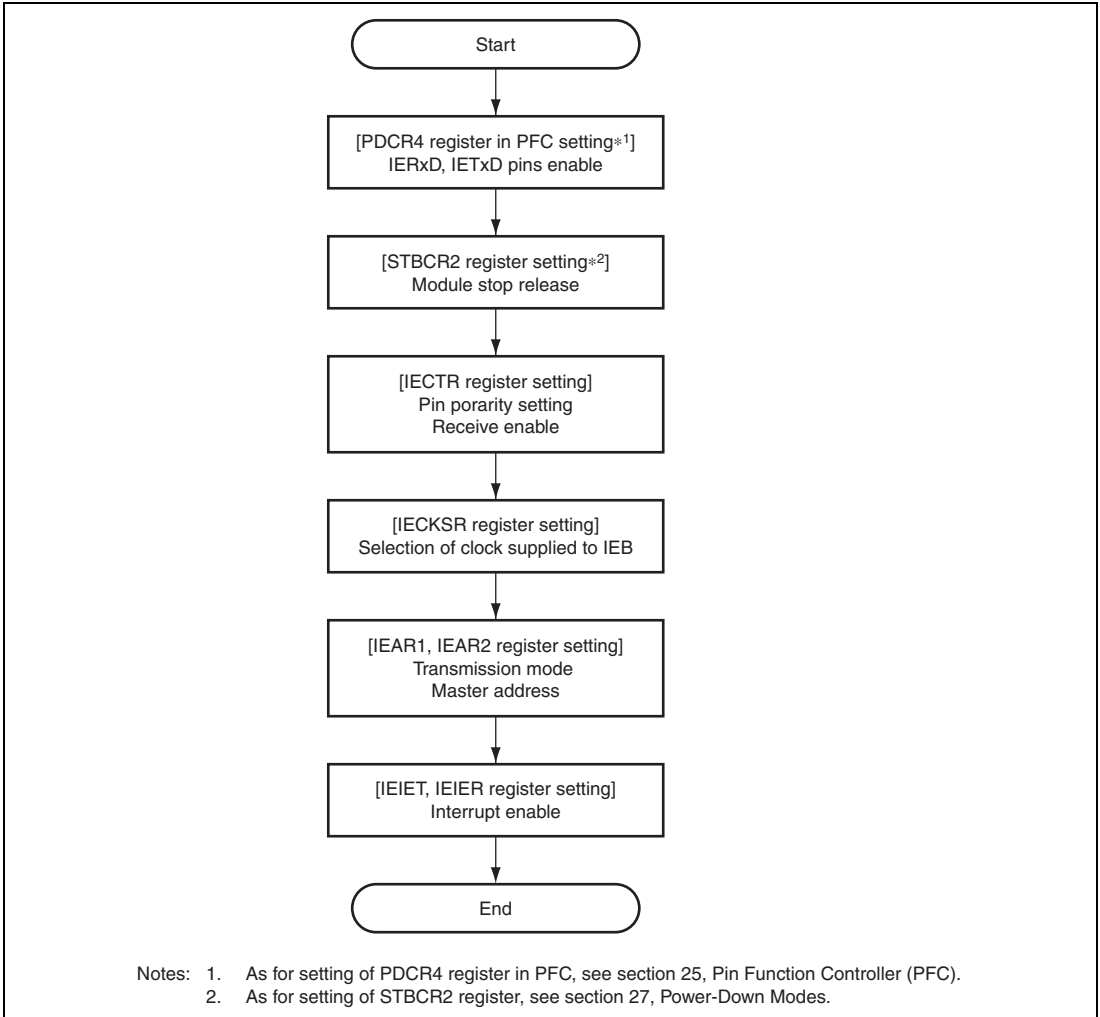 Start
[PDCR4 register in PFC setting*1]
IERxD, IETxD pins enable
[STBCR2 register setting*2]
Module stop release
[IECTR register setting]
Pin porarity setting
Receive enable
[IECKSR register setting]
Selection of clock supplied to IEB
[IEAR1, IEAR2 register setting]
Transmission mode
Master address
[IEIET, IEIER register setting]
Interrupt enable
End
Notes: 1. As for setting of PDCR4 register in PFC, see section 25, Pin Function Controller (PFC).
2. As for setting of STBCR2 register, see section 27, Power-Down Modes.